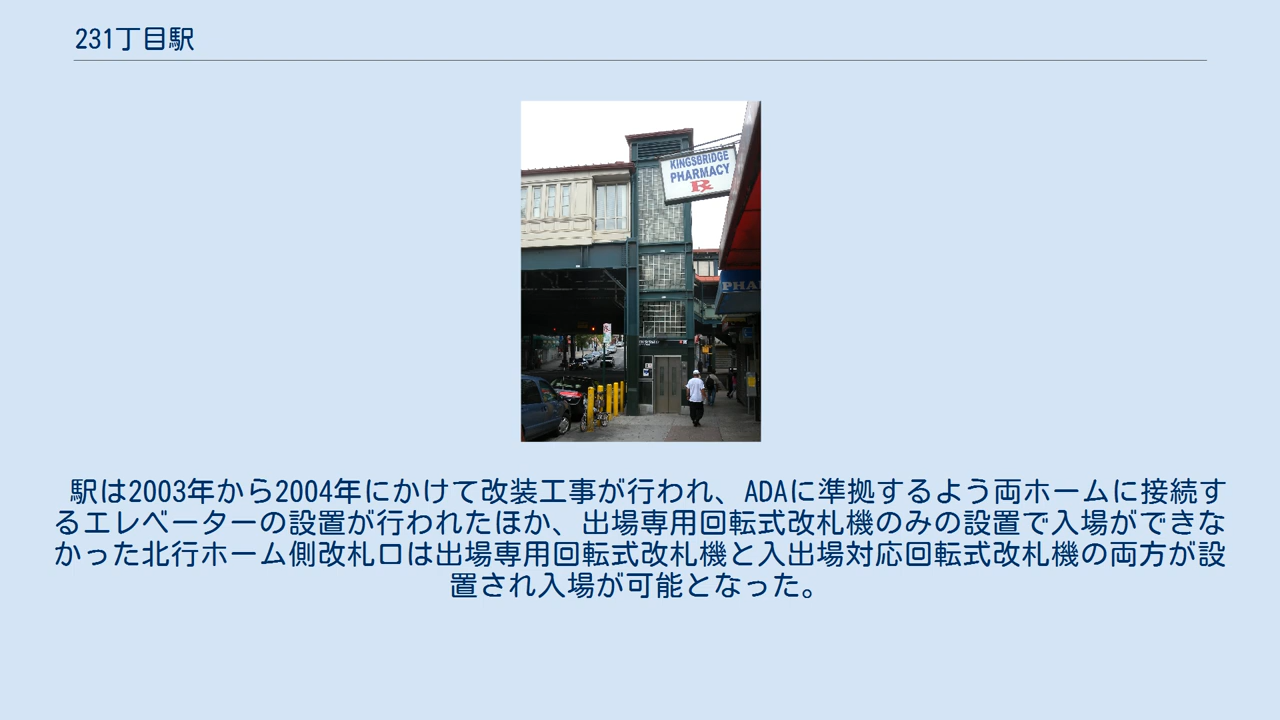 231丁目駅
KINGSBRIDGE
PHARMACY
PHA
駅は2003年から2004年にかけて改装工事が行われ、ADAに準拠するよう両ホームに接続す
るエレベーターの設置が行われたほか、出場専用回転式改札機のみの設置で入場ができな
かった北行ホーム側改札口は出場専用回転式改札機と入出場対応回転式改札機の両方が設
置され入場が可能となった。